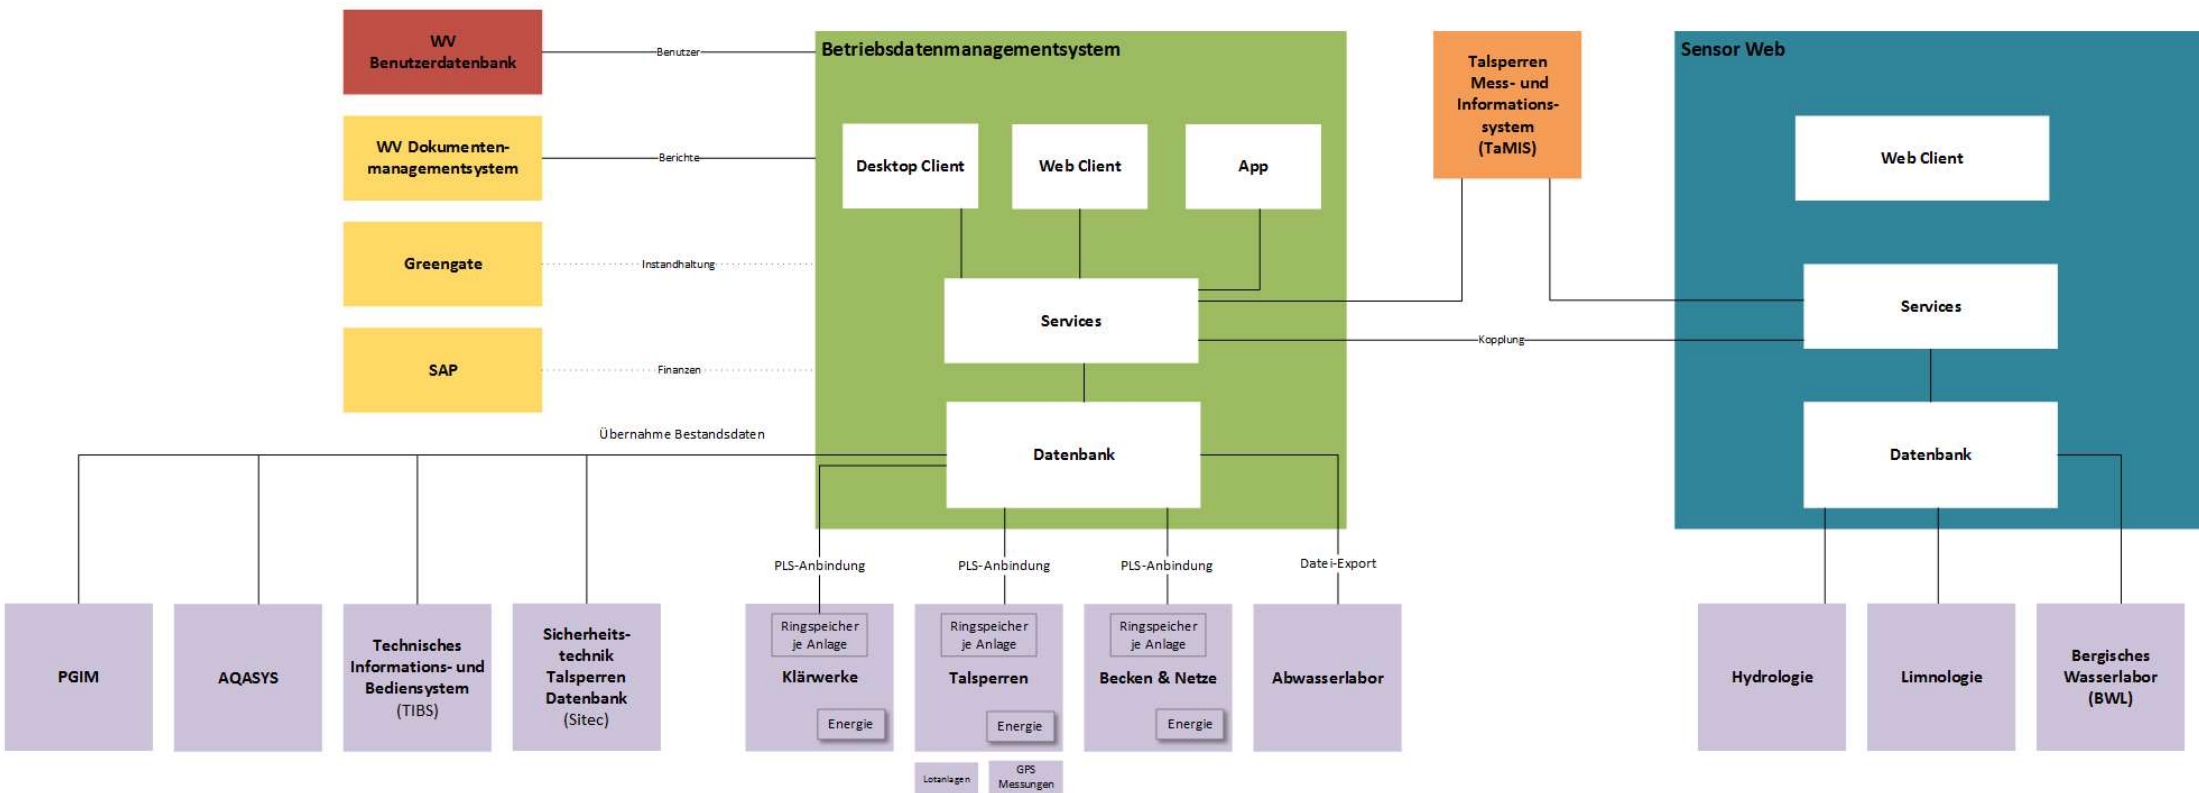 WV
Benutzerdatenbank
Benutzer
WV Dokumenten-
managementsystem
Berichte
Greengate
Instandhaltung
SAP
Finanzen
Betriebsdatenmanagementsystem
Desktop Client
Web Client
App
Services
Datenbank
Talsperren
Mess- und
Informations-
system
(TaMIS)
Kopplung
Sensor Web
Web Client
Services
Datenbank
Übernahme Bestandsdaten
PLS-Anbindung
PLS-Anbindung
PLS-Anbindung
Datei-Export
PGIM
AQASYS
Technisches
Informations- und
Bediensystem
(TIBS)
Sicherheits-
technik
Talsperren
Datenbank
(Sitec)
Ringspeicher
je Anlage
Klärwerke
Energie
Ringspeicher
je Anlage
Talsperren
Energie
Lotanlagen
GPS
Messungen
Ringspeicher
je Anlage
Becken & Netze
Energie
Abwasserlabor
Hydrologie
Limnologie
Bergisches
Wasserlabor
(BWL)